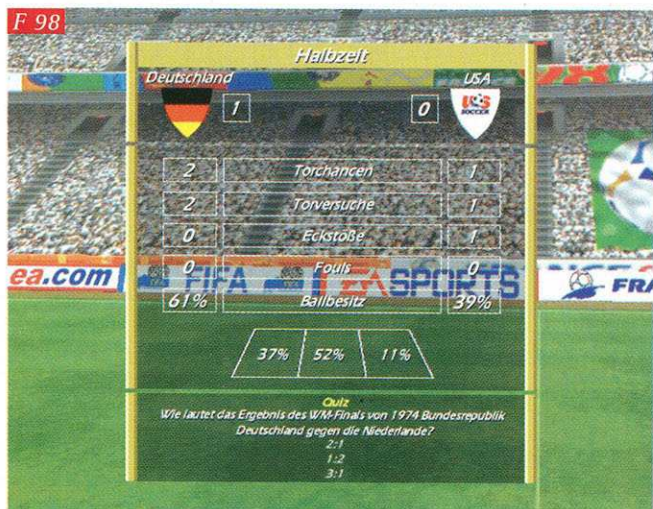 F 98
Halbzeit
Deutschland USA
1 0
US
SOCCER
2 Torchancen 1
2 Torversuche 1
0 Eckstöße 1
0 Fouls 0
ea.com FIFA EA SPORTS FRA
61% Ballbesitz 39%
37% 52% 11%
Quiz
Wie lautet das Ergebnis des WM-Finals von 1974 Bundesrepublik
Deutschland gegen die Niederlande?
2:1
1:2
3:1